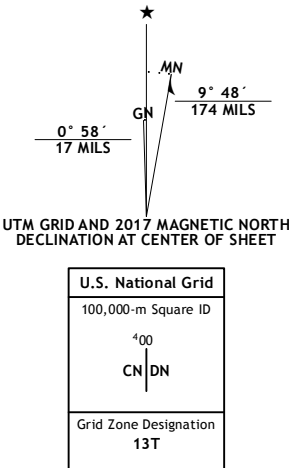 ★
MN
GN
9° 48´
174 MILS
0° 58´
17 MILS
UTM GRID AND 2017 MAGNETIC NORTH
DECLINATION AT CENTER OF SHEET
U.S. National Grid
100,000-m Square ID
⁴00
CN DN
Grid Zone Designation
13T